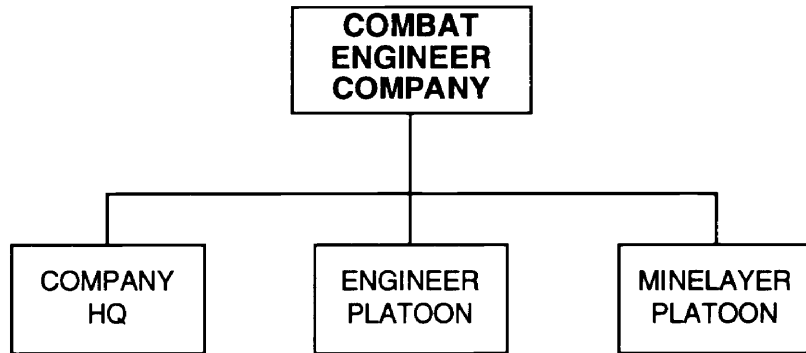 COMBAT
ENGINEER
COMPANY
COMPANY
HQ
ENGINEER
PLATOON
MINELAYER
PLATOON